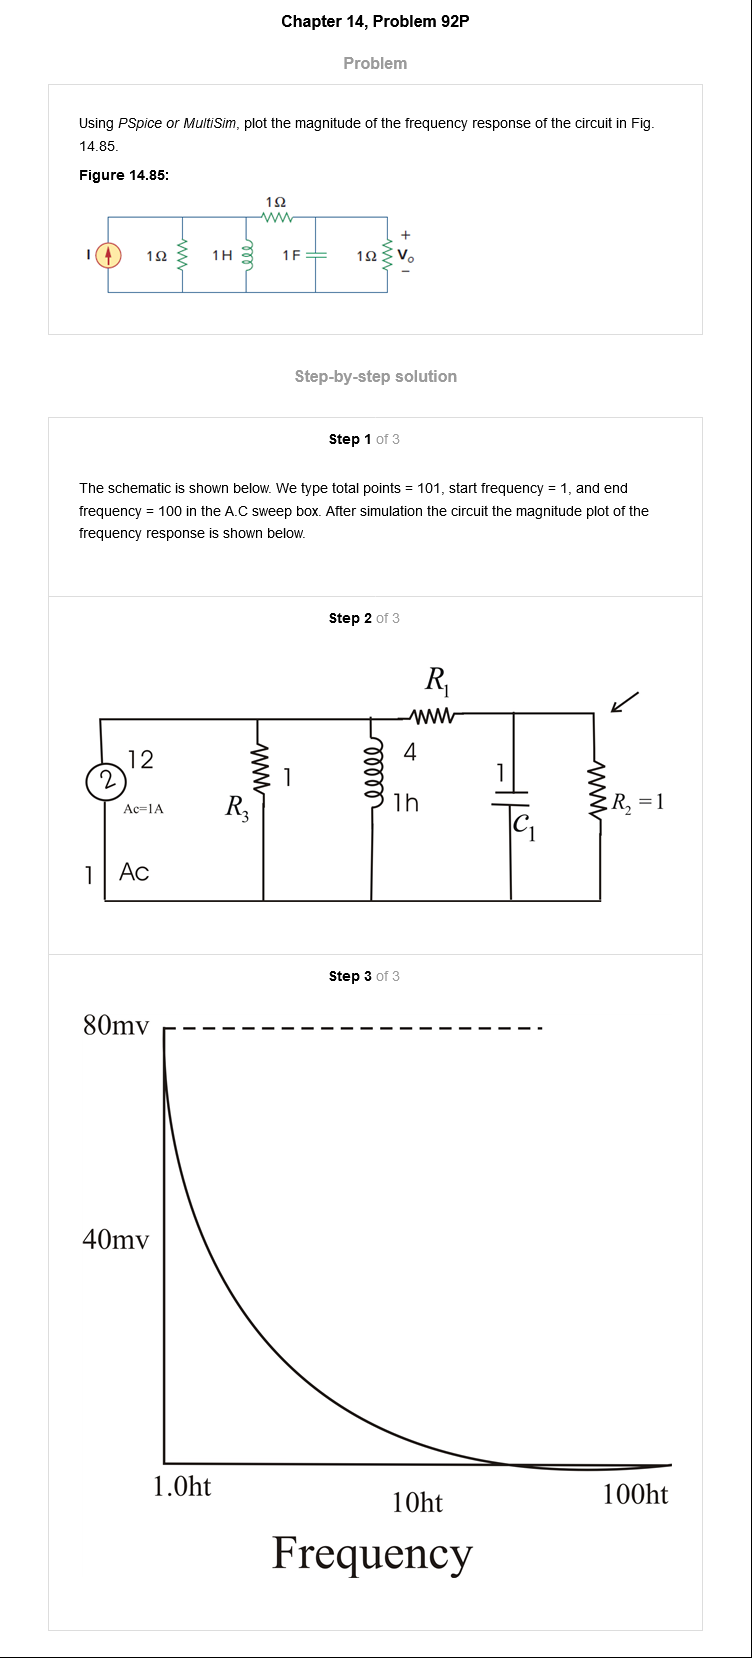 Chapter 14, Problem 92P
Problem
Using PSpice or MultiSim, plot the magnitude of the frequency response of the circuit in Fig.
14.85.
Figure 14.85:
1Ω
I
1Ω
1H
1F
1Ω
+
Vo
−
Step-by-step solution
Step 1 of 3
The schematic is shown below. We type total points = 101, start frequency = 1, and end
frequency = 100 in the A.C sweep box. After simulation the circuit the magnitude plot of the
frequency response is shown below.
Step 2 of 3
R1
12
2
Ac=1A
1
Ac
R3
1
4
1h
1
C1
R2 =1
Step 3 of 3
80mv
40mv
1.0ht
10ht
100ht
Frequency